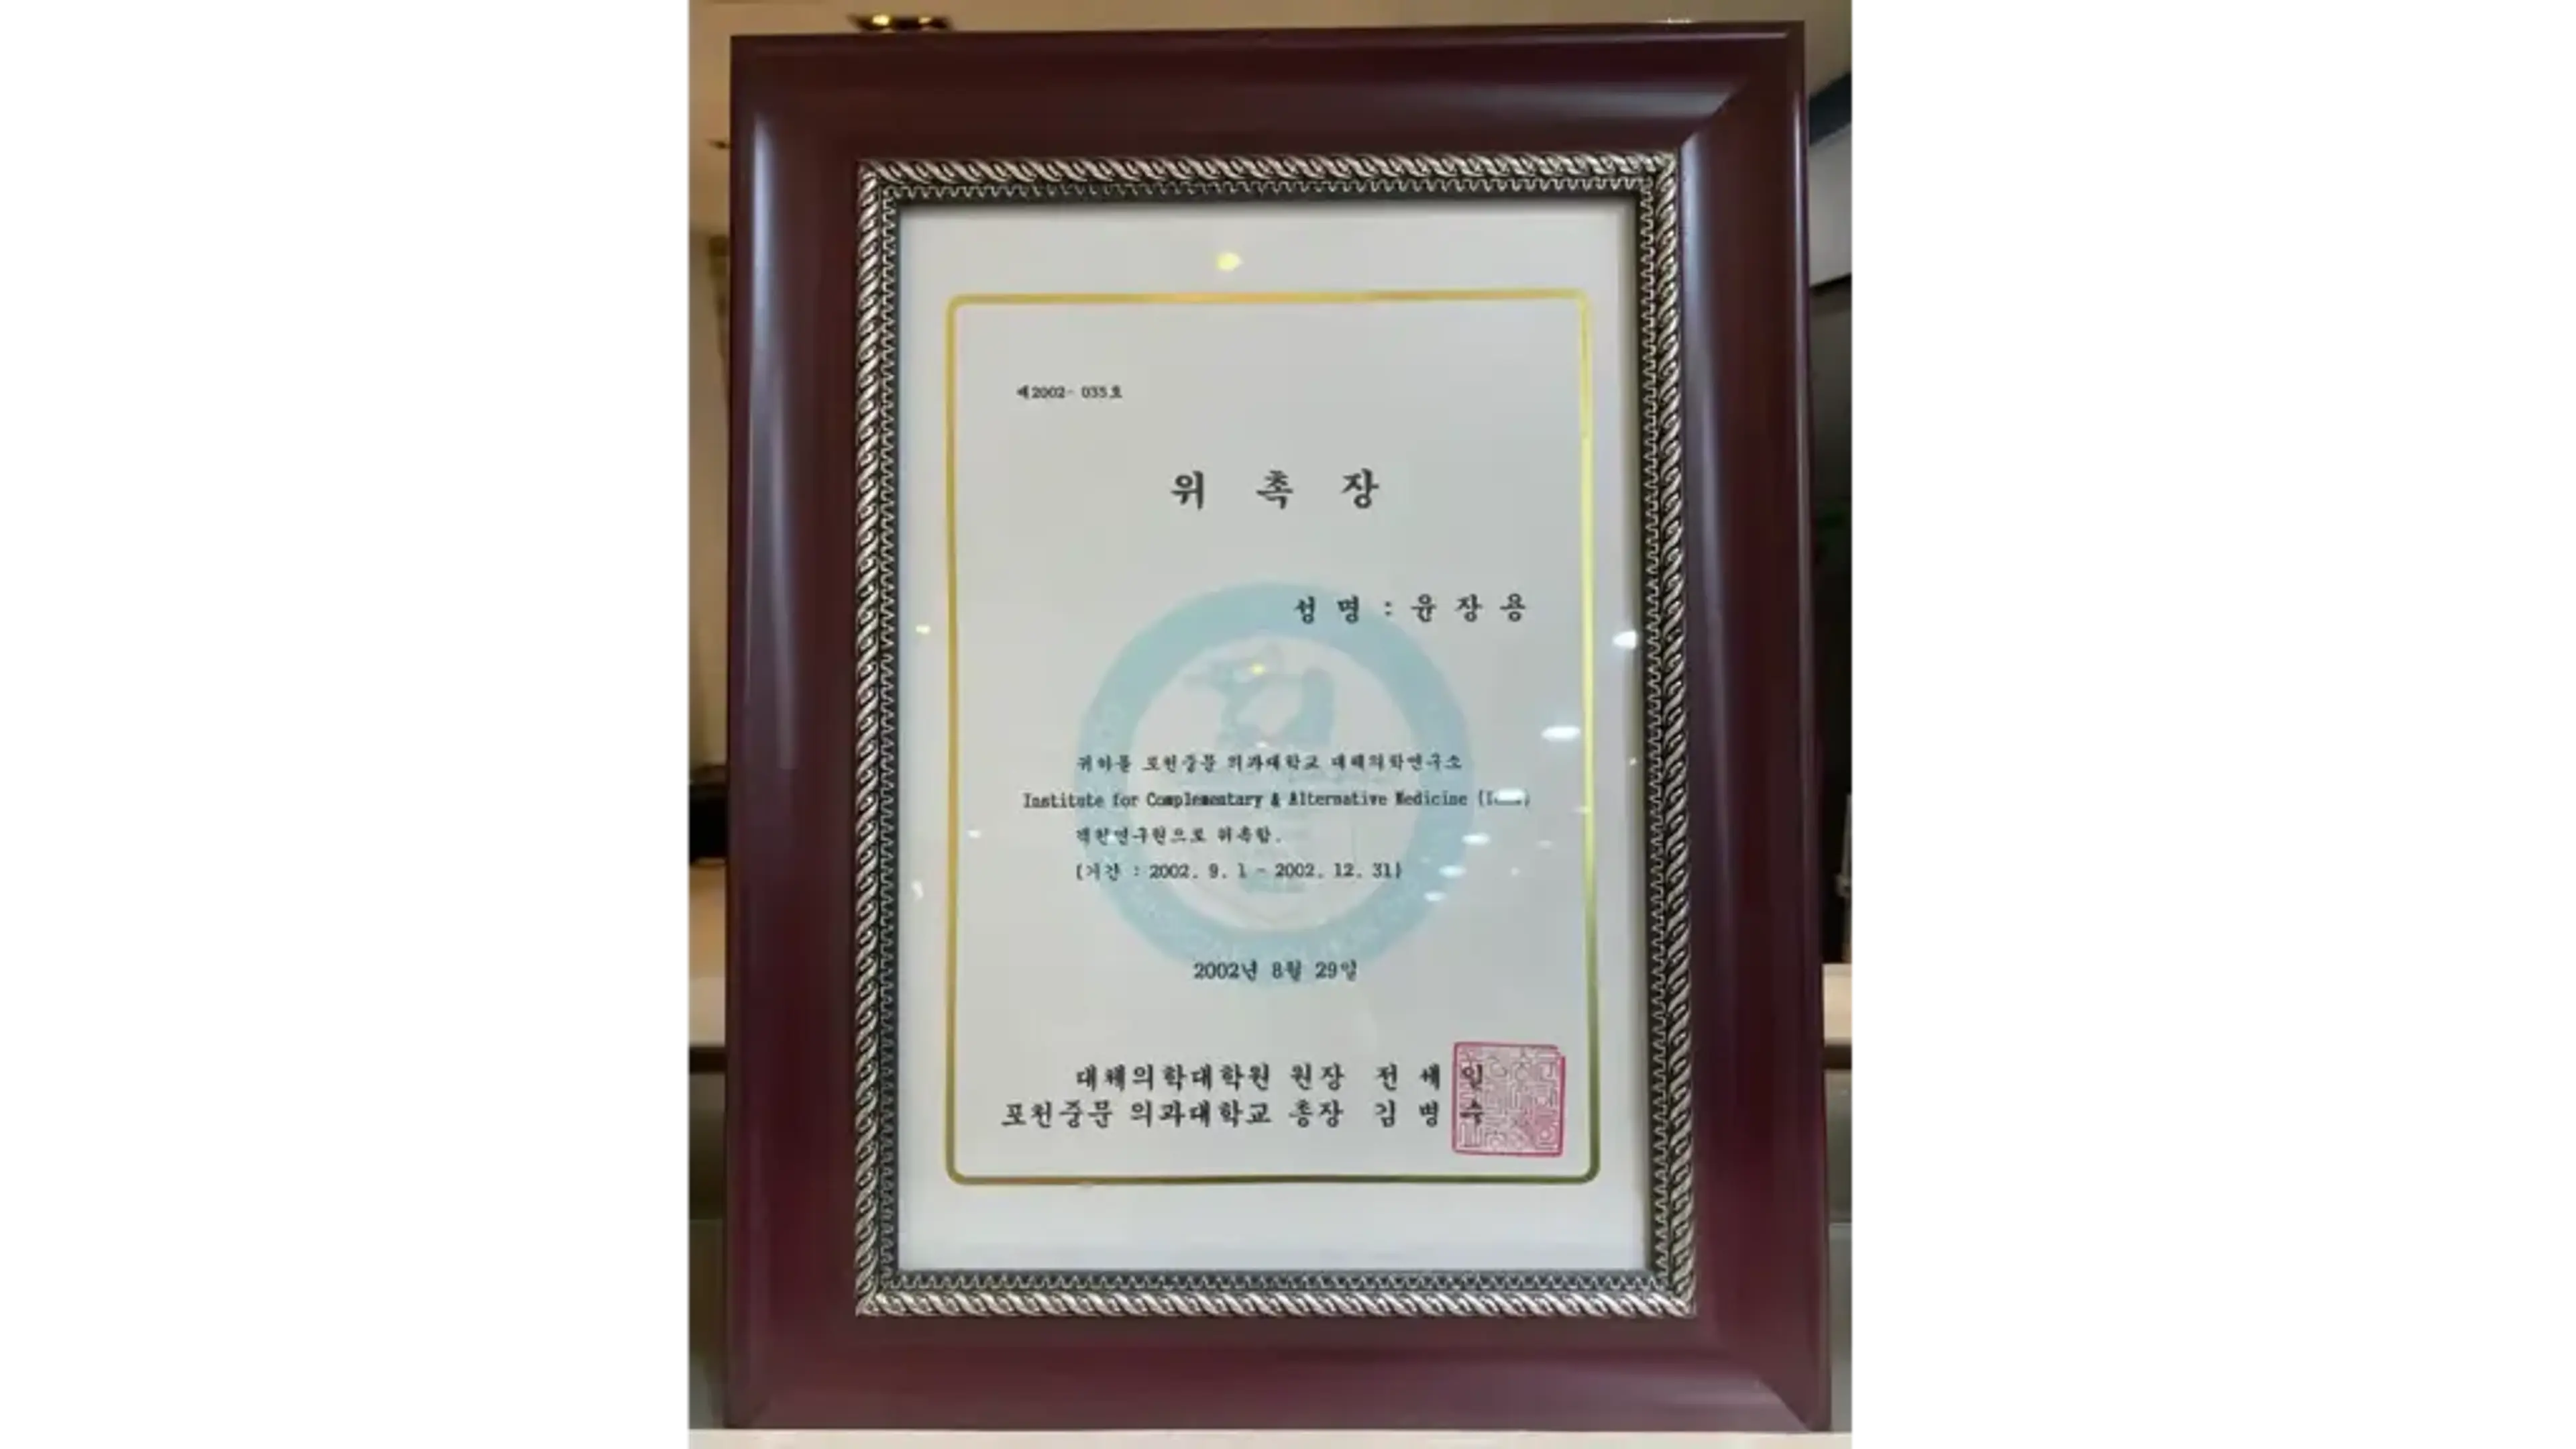 제2002- 035호
위 촉 장
성 명 : 윤 장 용
귀하를 포천중문 의과대학교 대체의학연구소
Institute for Complementary & Alternative Medicine
객원연구원으로 위촉함.
(기간 : 2002. 9. 1 - 2002. 12. 31)
2002년 8월 29일
대체의학대학원 원장 전 세 일
포천중문 의과대학교 총장 김 병 수